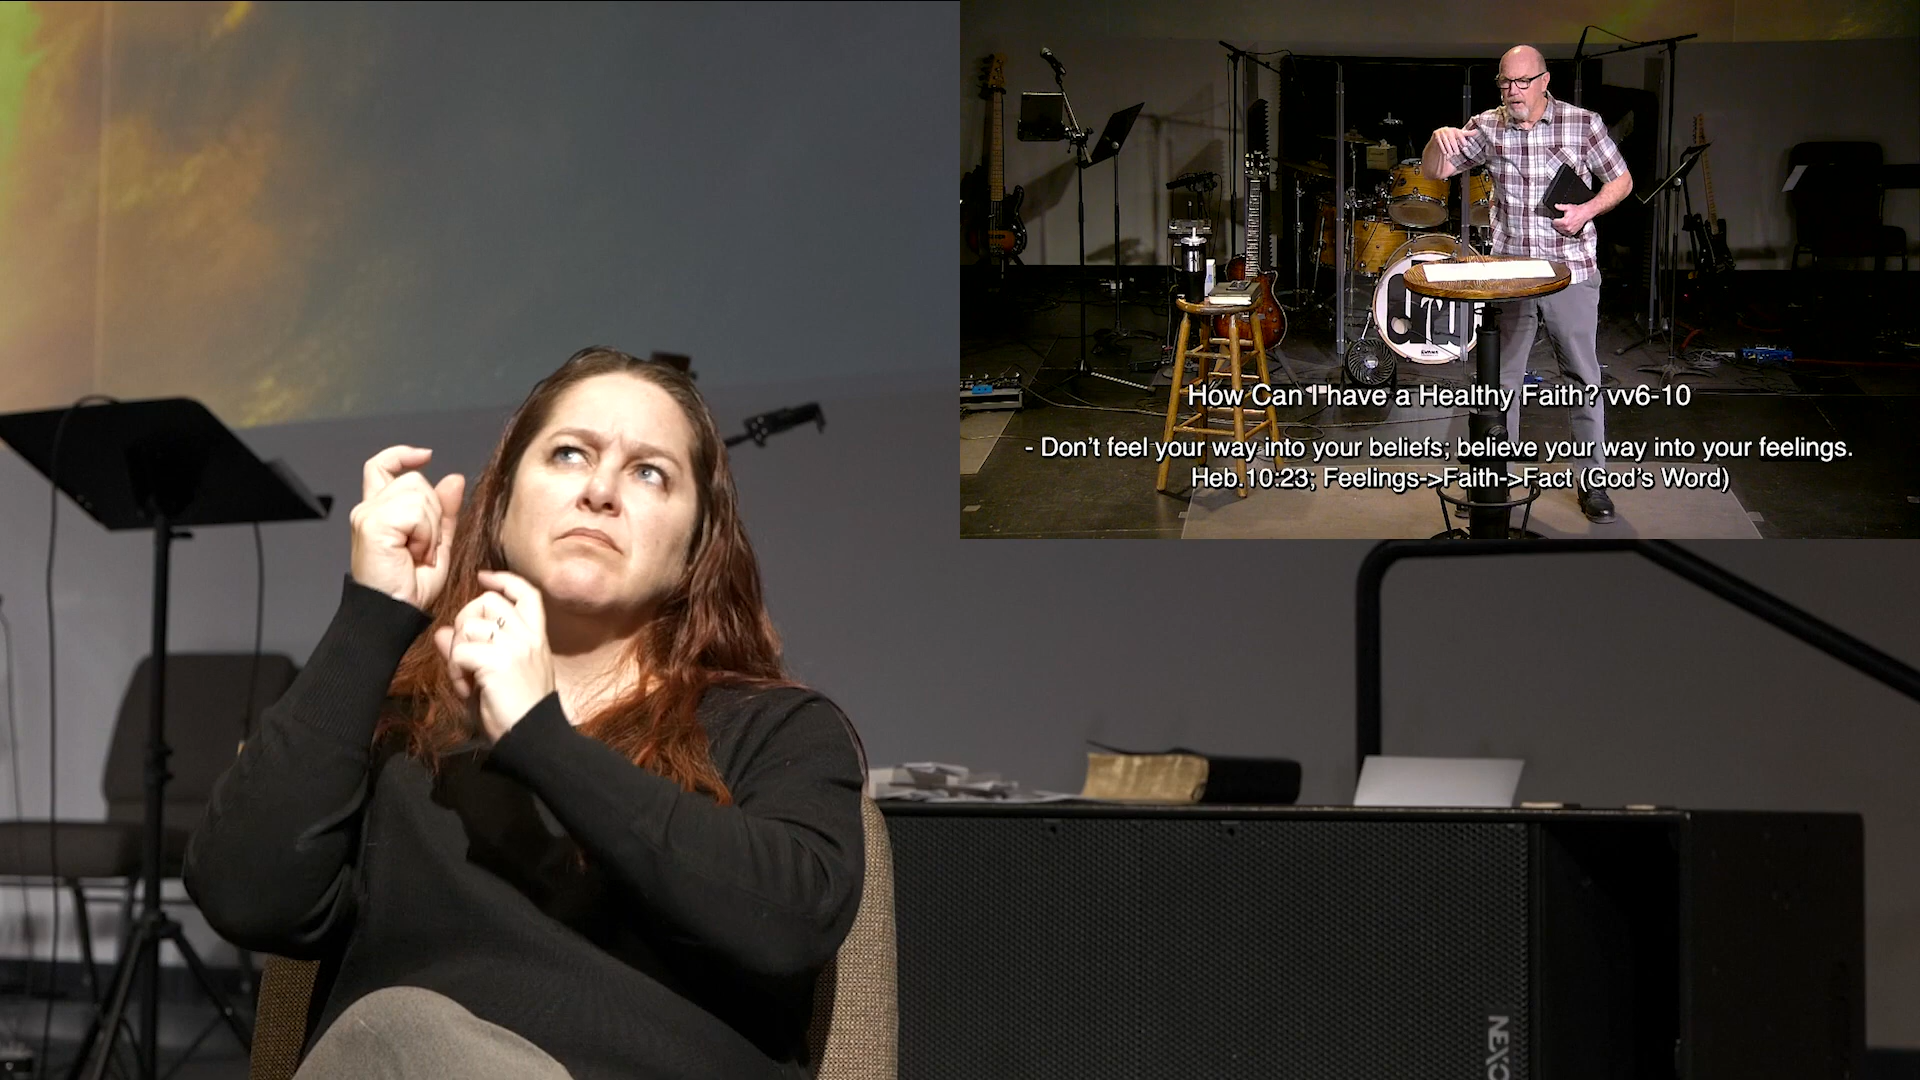 How Can I have a Healthy Faith? vv6-10
- Don't feel your way into your beliefs; believe your way into your feelings.
Heb.10:23; Feelings->Faith->Fact (God's Word)
NEXO